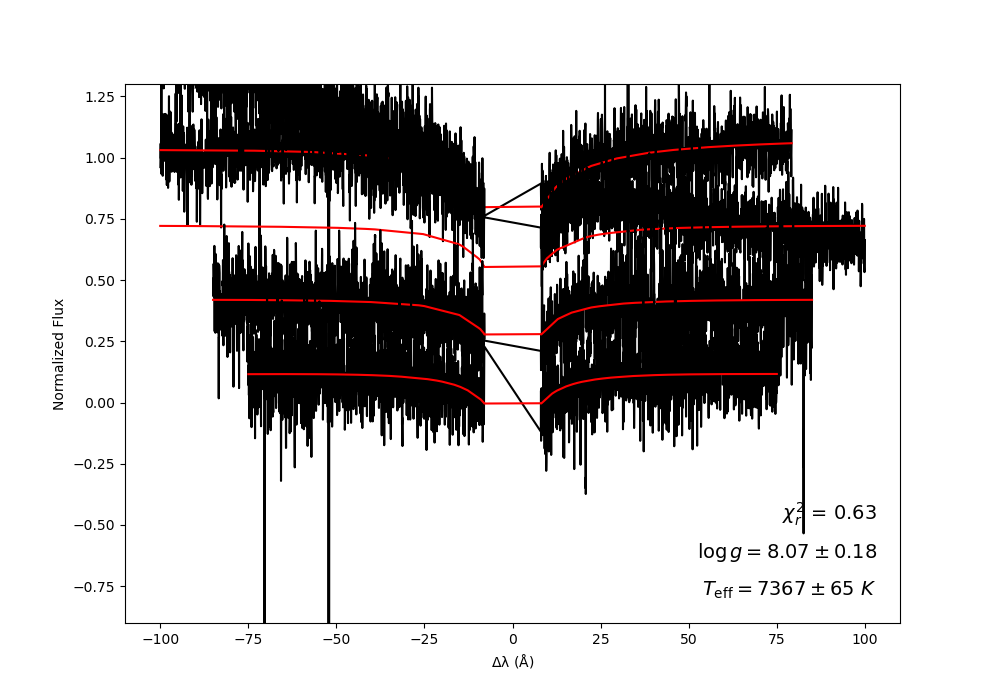 1.25
1.00
0.75
0.50
0.25
0.00
−0.25
−0.50
−0.75
Normalized Flux
χ²ᵣ = 0.63
log g = 8.07 ± 0.18
T_eff = 7367 ± 65 K
−100 −75 −50 −25 0 25 50 75 100
Δλ (Å)